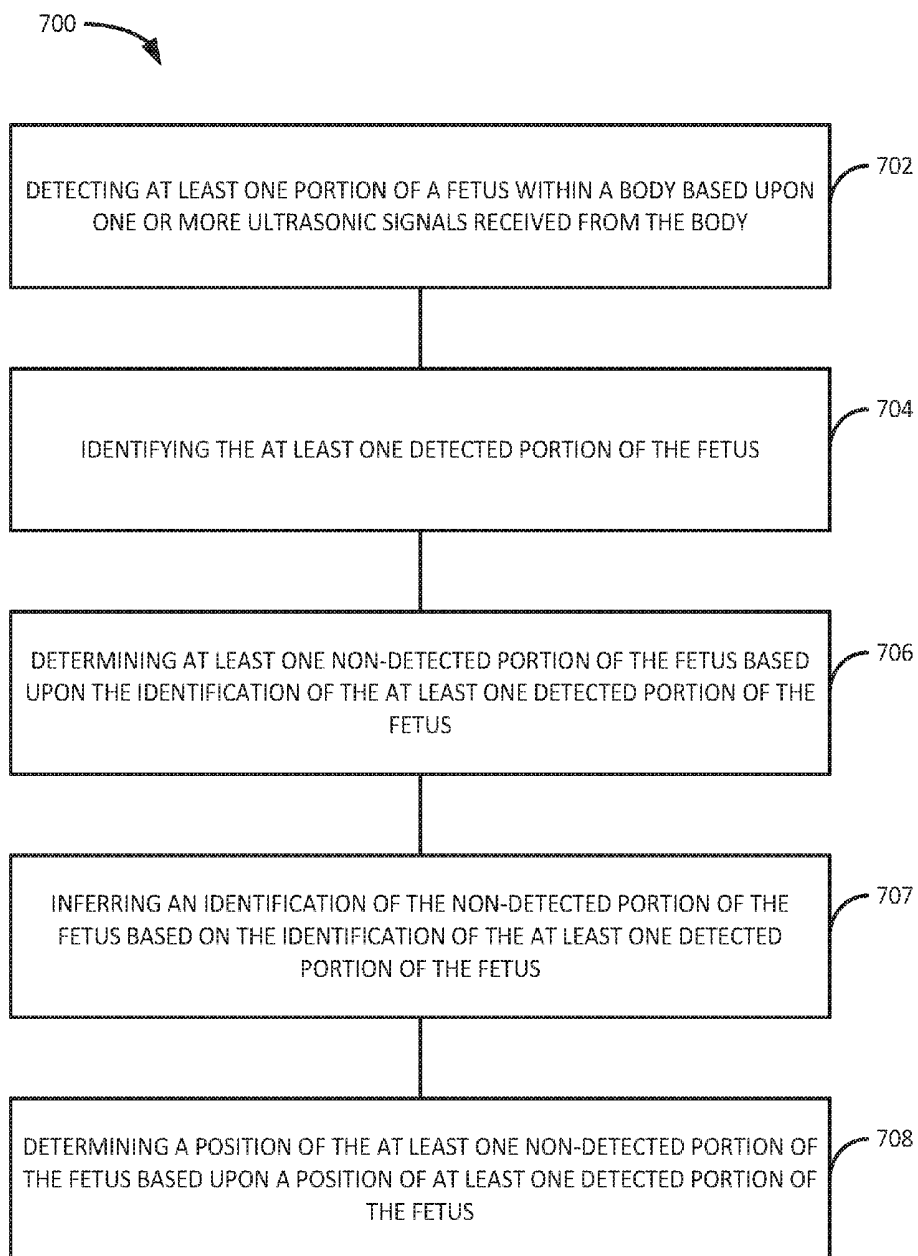 700
DETECTING AT LEAST ONE PORTION OF A FETUS WITHIN A BODY BASED UPON
ONE OR MORE ULTRASONIC SIGNALS RECEIVED FROM THE BODY
702
IDENTIFYING THE AT LEAST ONE DETECTED PORTION OF THE FETUS
704
DETERMINING AT LEAST ONE NON-DETECTED PORTION OF THE FETUS BASED
UPON THE IDENTIFICATION OF THE AT LEAST ONE DETECTED PORTION OF THE
FETUS
706
INFERRING AN IDENTIFICATION OF THE NON-DETECTED PORTION OF THE
FETUS BASED ON THE IDENTIFICATION OF THE AT LEAST ONE DETECTED
PORTION OF THE FETUS
707
DETERMINING A POSITION OF THE AT LEAST ONE NON-DETECTED PORTION OF
THE FETUS BASED UPON A POSITION OF AT LEAST ONE DETECTED PORTION OF
THE FETUS
708